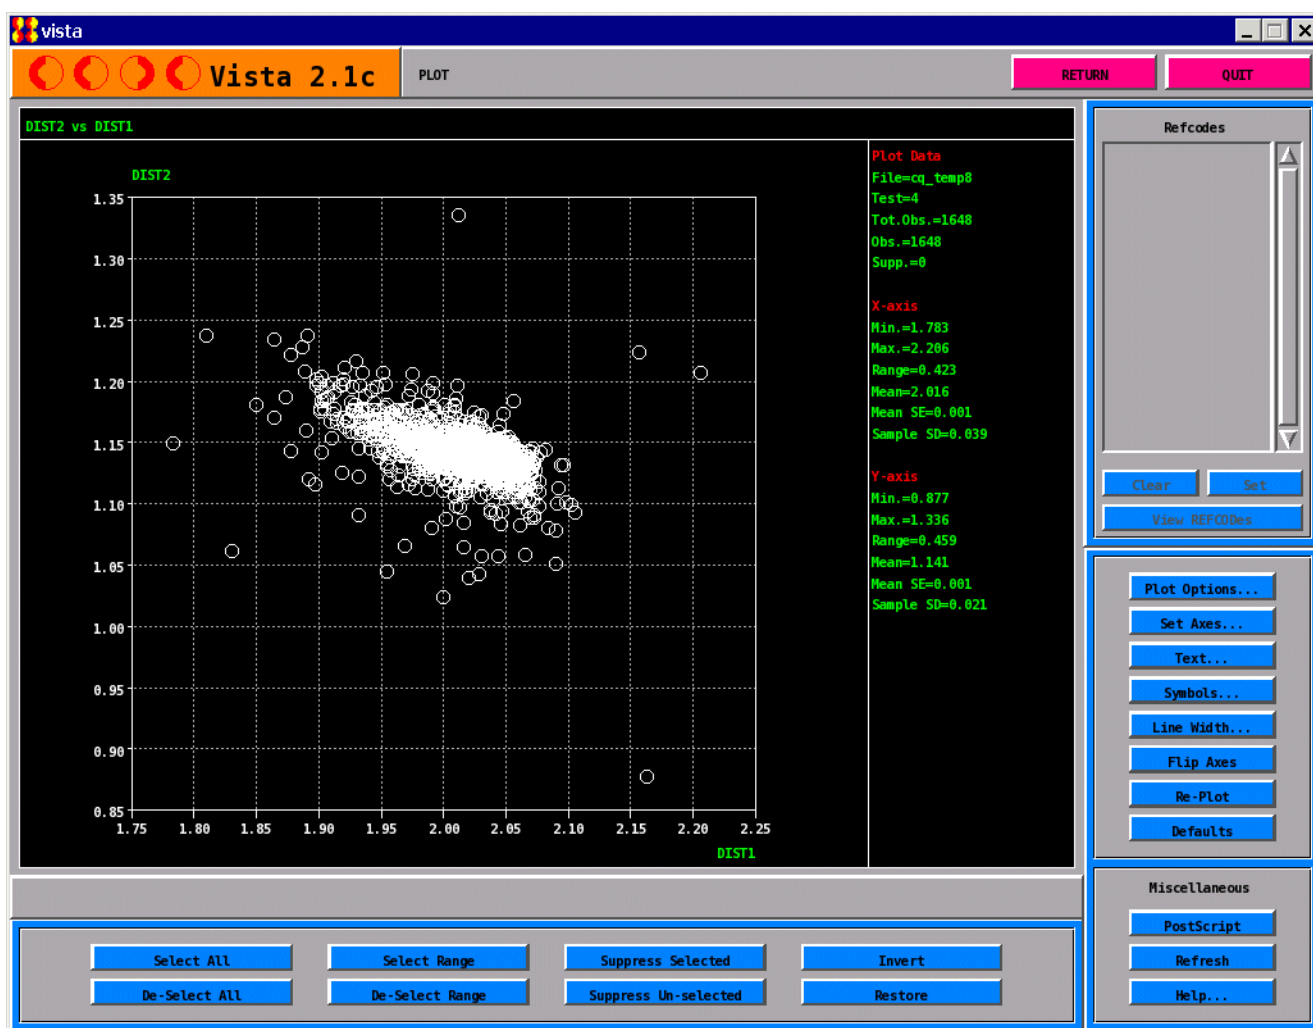 vista
Vista 2.1c
PLOT
RETURN
QUIT
DIST2 vs DIST1
DIST2
1.35
1.30
1.25
1.20
1.15
1.10
1.05
1.00
0.95
0.90
0.85
1.75 1.80 1.85 1.90 1.95 2.00 2.05 2.10 2.15 2.20 2.25
DIST1
Plot Data
File=cq_temp8
Test=4
Tot.Obs.=1648
Obs.=1648
Supp.=0
X-axis
Min.=1.783
Max.=2.206
Range=0.423
Mean=2.016
Mean SE=0.001
Sample SD=0.039
Y-axis
Min.=0.877
Max.=1.336
Range=0.459
Mean=1.141
Mean SE=0.001
Sample SD=0.021
Refcodes
Clear
Set
View REFCODes
Plot Options...
Set Axes...
Text...
Symbols...
Line Width...
Flip Axes
Re-Plot
Defaults
Miscellaneous
PostScript
Refresh
Help...
Select All
Select Range
Suppress Selected
Invert
De-Select All
De-Select Range
Suppress Un-selected
Restore